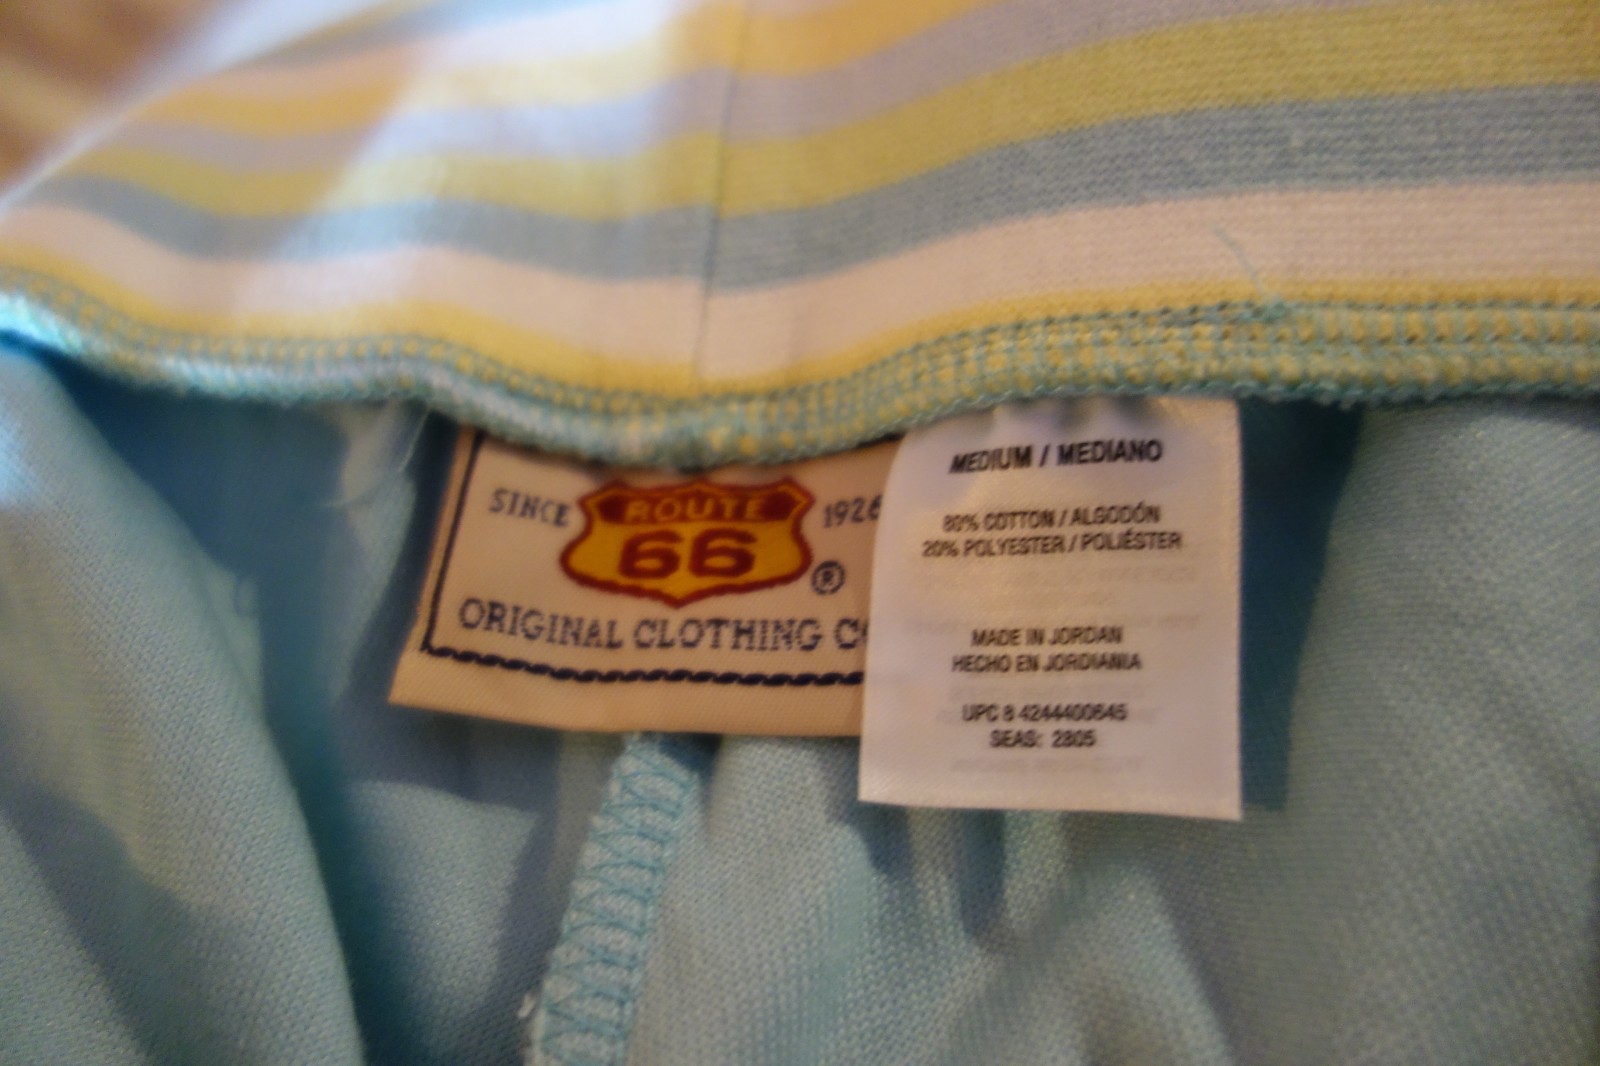 SINCE 1926
ROUTE
66
®
ORIGINAL CLOTHING
MEDIUM / MEDIANO
80% COTTON / ALGODÓN
20% POLYESTER / POLIÉSTER
MADE IN JORDAN
HECHO EN JORDIANIA
UPC 8 4244400645
SEAS: 2805